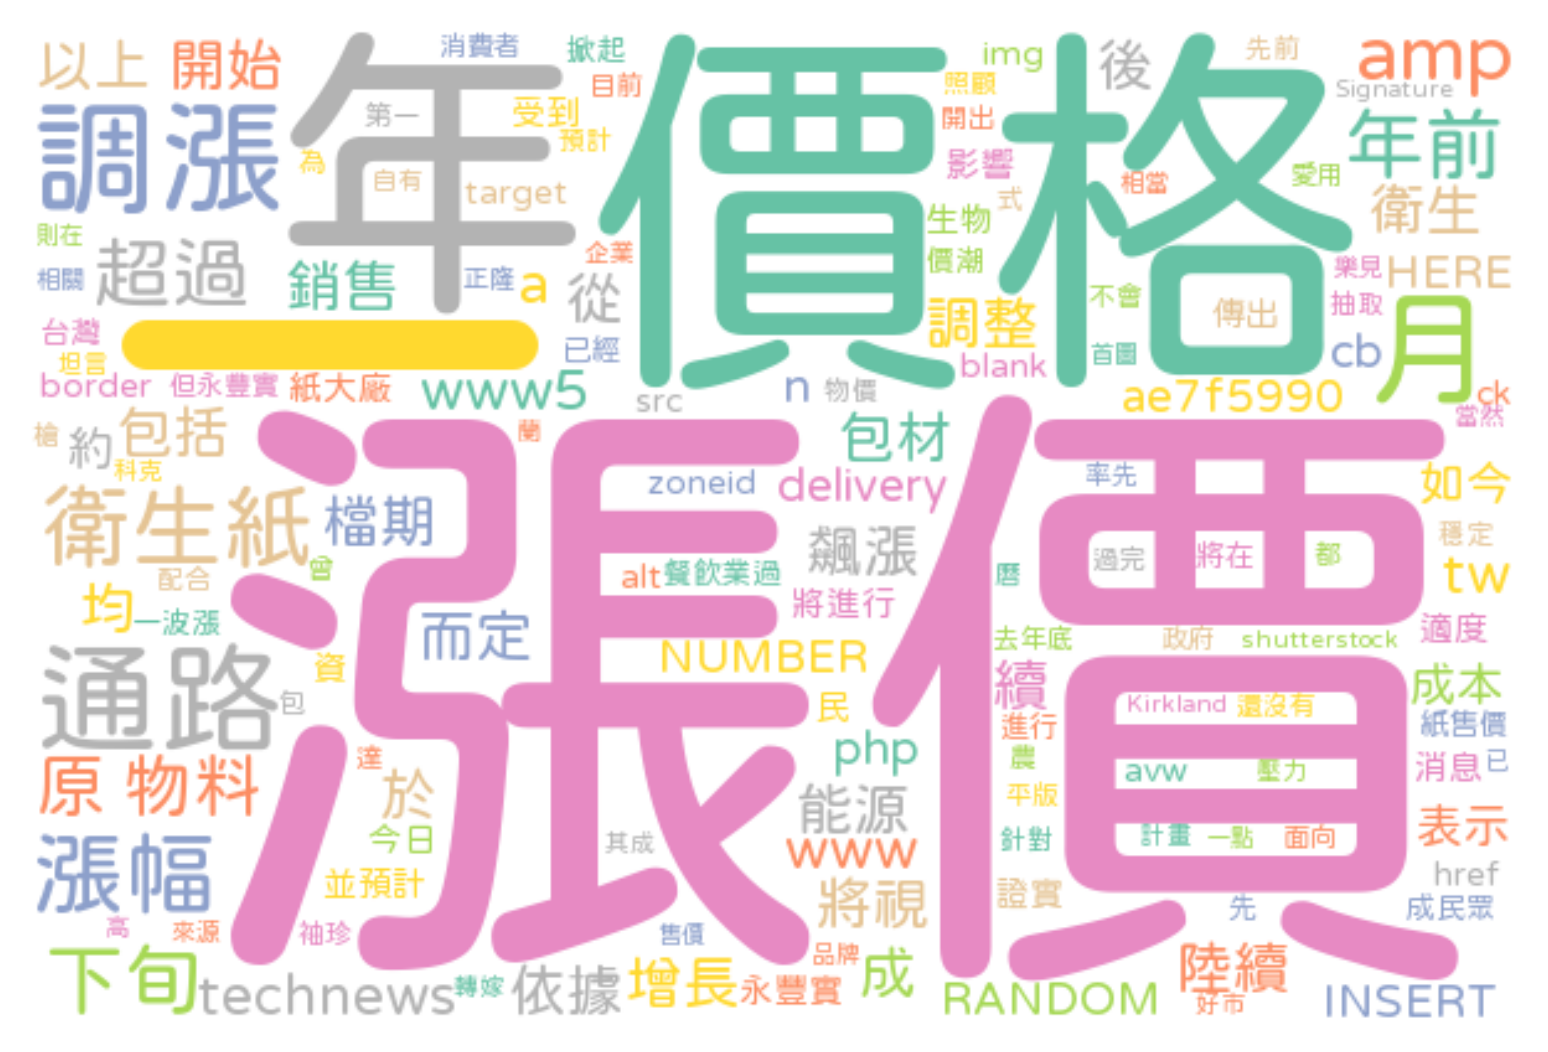 以上 開始 年 消費者 掀起 價格 img 後 先前 amp
目前 照顧 Signature
調漲 第一 受到 開出 年前
為 預計 影響 相當 愛用
自有 target 式 衛生
則在 生物
超過 企業 價潮 樂見 HERE
相關 銷售 正隆 a 從 不會 傳出 抽取 月
台灣 一 調整
坦言 已經 首圖 cb
border 但永豐實 紙大廠 www5 src n 物價 blank ae7f5990 ck
當然
槍 約 包括 漲價 蘭 包材
科克 zoneid delivery 率先 如今
衛生紙 檔期 飆漲 過完 將在 都 穩定
配合 曾 alt 餐飲業過 曆 tw
均 一波漲 而定 將進行
NUMBER 去年底 政府 shutterstock 適度
通路 資 續 成本
包 民 Kirkland 還沒有
進行 紙售價
原 物料 達 php 農 avw 壓力 消息 已
於 能源 平版
漲幅 今日 其成 www 針對 計畫 一點 面向 表示
並預計 將視 證實 href
高 來源 袖珍 售價 先 成民眾
下旬 technews 轉嫁 依據 增長 品牌 永豐實 成 RANDOM 陸續 好市 INSERT